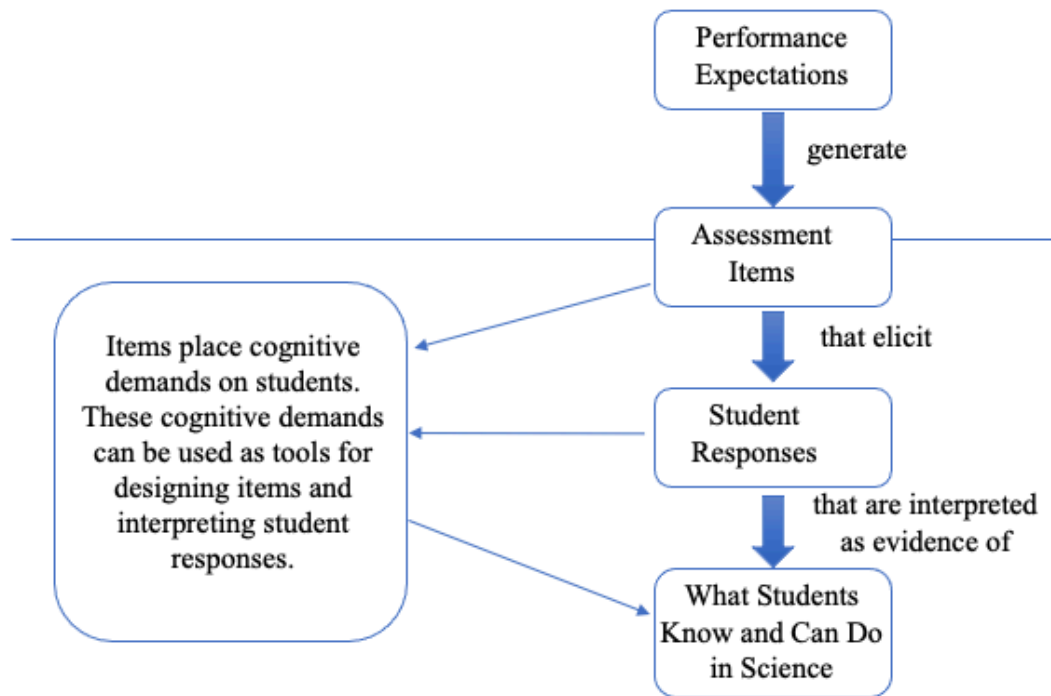 Performance
Expectations
generate
Assessment
Items
that elicit
Items place cognitive
demands on students.
These cognitive demands
can be used as tools for
designing items and
interpreting student
responses.
Student
Responses
that are interpreted
as evidence of
What Students
Know and Can Do
in Science